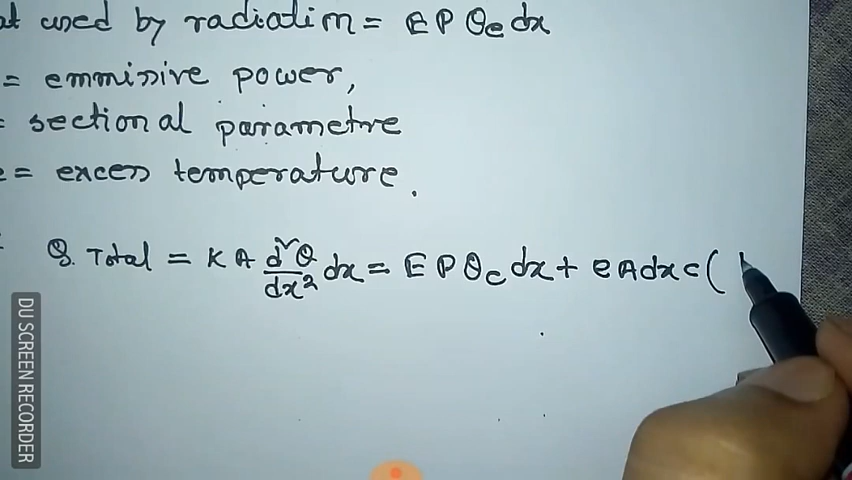 at used by radiation = E P θe dx
= emmisive power,
= sectional parametre
e = excess temperature.
Q. Total = K A d²θ/dx² dx = E P θe dx + e A dx c (
DU SCREEN RECORDER